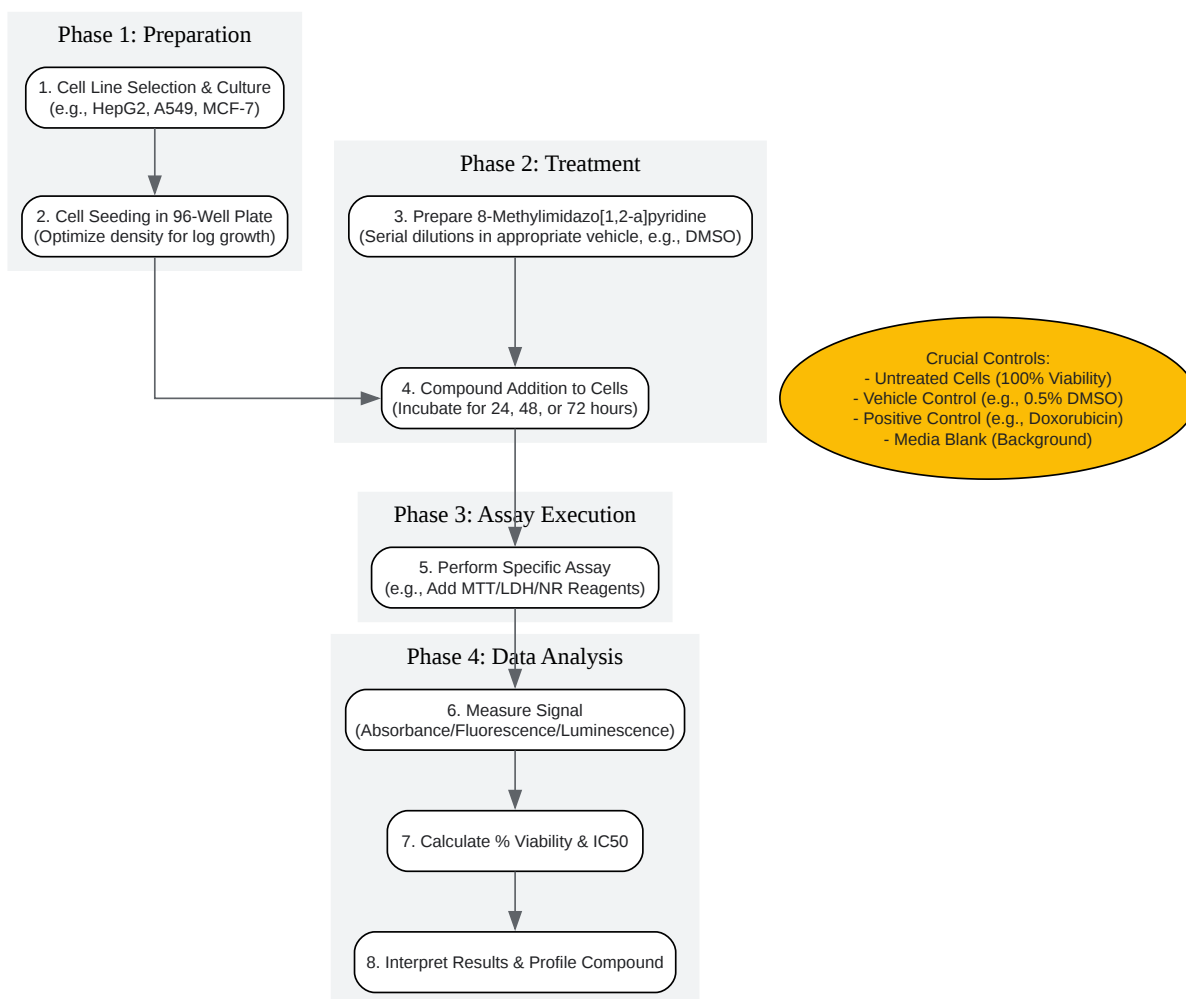 Phase 1: Preparation
1. Cell Line Selection & Culture
(e.g., HepG2, A549, MCF-7)
2. Cell Seeding in 96-Well Plate
(Optimize density for log growth)
Phase 2: Treatment
3. Prepare 8-Methylimidazo[1,2-a]pyridine
(Serial dilutions in appropriate vehicle, e.g., DMSO)
4. Compound Addition to Cells
(Incubate for 24, 48, or 72 hours)
Crucial Controls:
- Untreated Cells (100% Viability)
- Vehicle Control (e.g., 0.5% DMSO)
- Positive Control (e.g., Doxorubicin)
- Media Blank (Background)
Phase 3: Assay Execution
5. Perform Specific Assay
(e.g., Add MTT/LDH/NR Reagents)
Phase 4: Data Analysis
6. Measure Signal
(Absorbance/Fluorescence/Luminescence)
7. Calculate % Viability & IC50
8. Interpret Results & Profile Compound